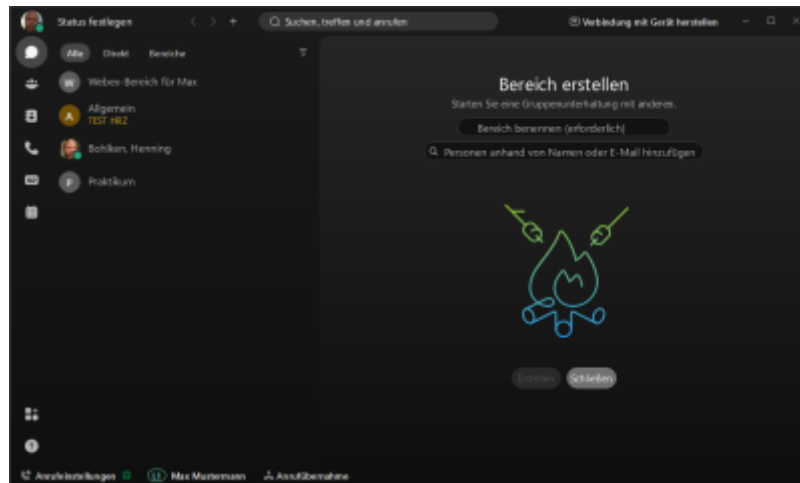 Status festlegen
Suchen, treffen und anrufen
Verbindung mit Gerät herstellen
Alle Direkt Bereiche
W Webex-Bereich für Max
A Allgemein
TEST HRZ
Bohlken, Henning
P Praktikum
Bereich erstellen
Starten Sie eine Gruppenunterhaltung mit anderen.
Bereich benennen (erforderlich)
Personen anhand von Namen oder E-Mail hinzufügen
Erstellen Schließen
Anrufeinstellungen L1 Max Mustermann Anrufübernahme